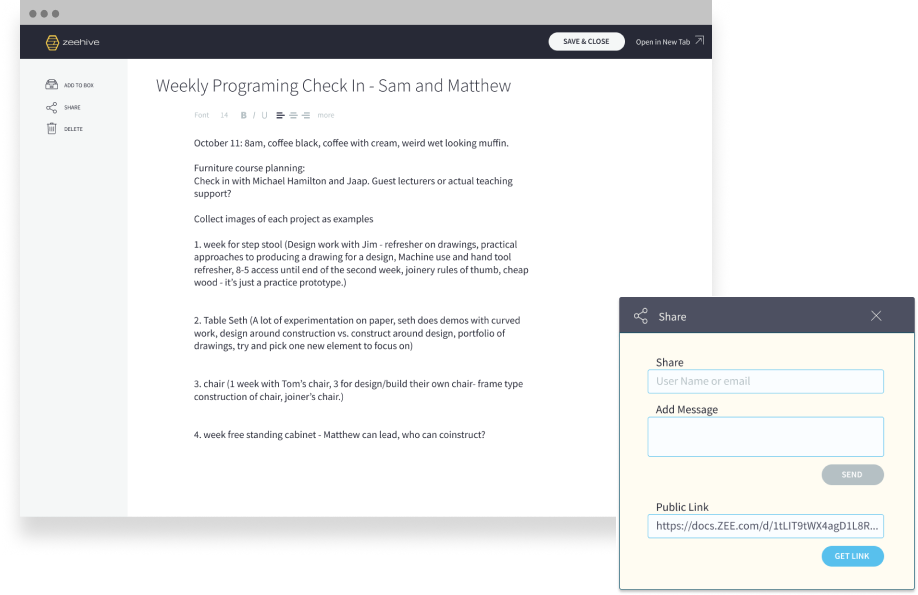 zeehive
SAVE & CLOSE
Open in New Tab
ADD TO BOX
SHARE
DELETE
Weekly Programing Check In - Sam and Matthew
Font 14 B I U more
October 11: 8am, coffee black, coffee with cream, weird wet looking muffin.
Furniture course planning:
Check in with Michael Hamilton and Jaap. Guest lecturers or actual teaching
support?
Collect images of each project as examples
1. week for step stool (Design work with Jim - refresher on drawings, practical
approaches to producing a drawing for a design, Machine use and hand tool
refresher, 8-5 access until end of the second week, joinery rules of thumb, cheap
wood - it's just a practice prototype.)
2. Table Seth (A lot of experimentation on paper, seth does demos with curved
work, design around construction vs. construct around design, portfolio of
drawings, try and pick one new element to focus on)
3. chair (1 week with Tom's chair, 3 for design/build their own chair- frame type
construction of chair, joiner's chair.)
4. week free standing cabinet - Matthew can lead, who can coinstruct?
Share
Share
User Name or email
Add Message
SEND
Public Link
https://docs.ZEE.com/d/1tLIT9tWX4agD1L8R...
GET LINK